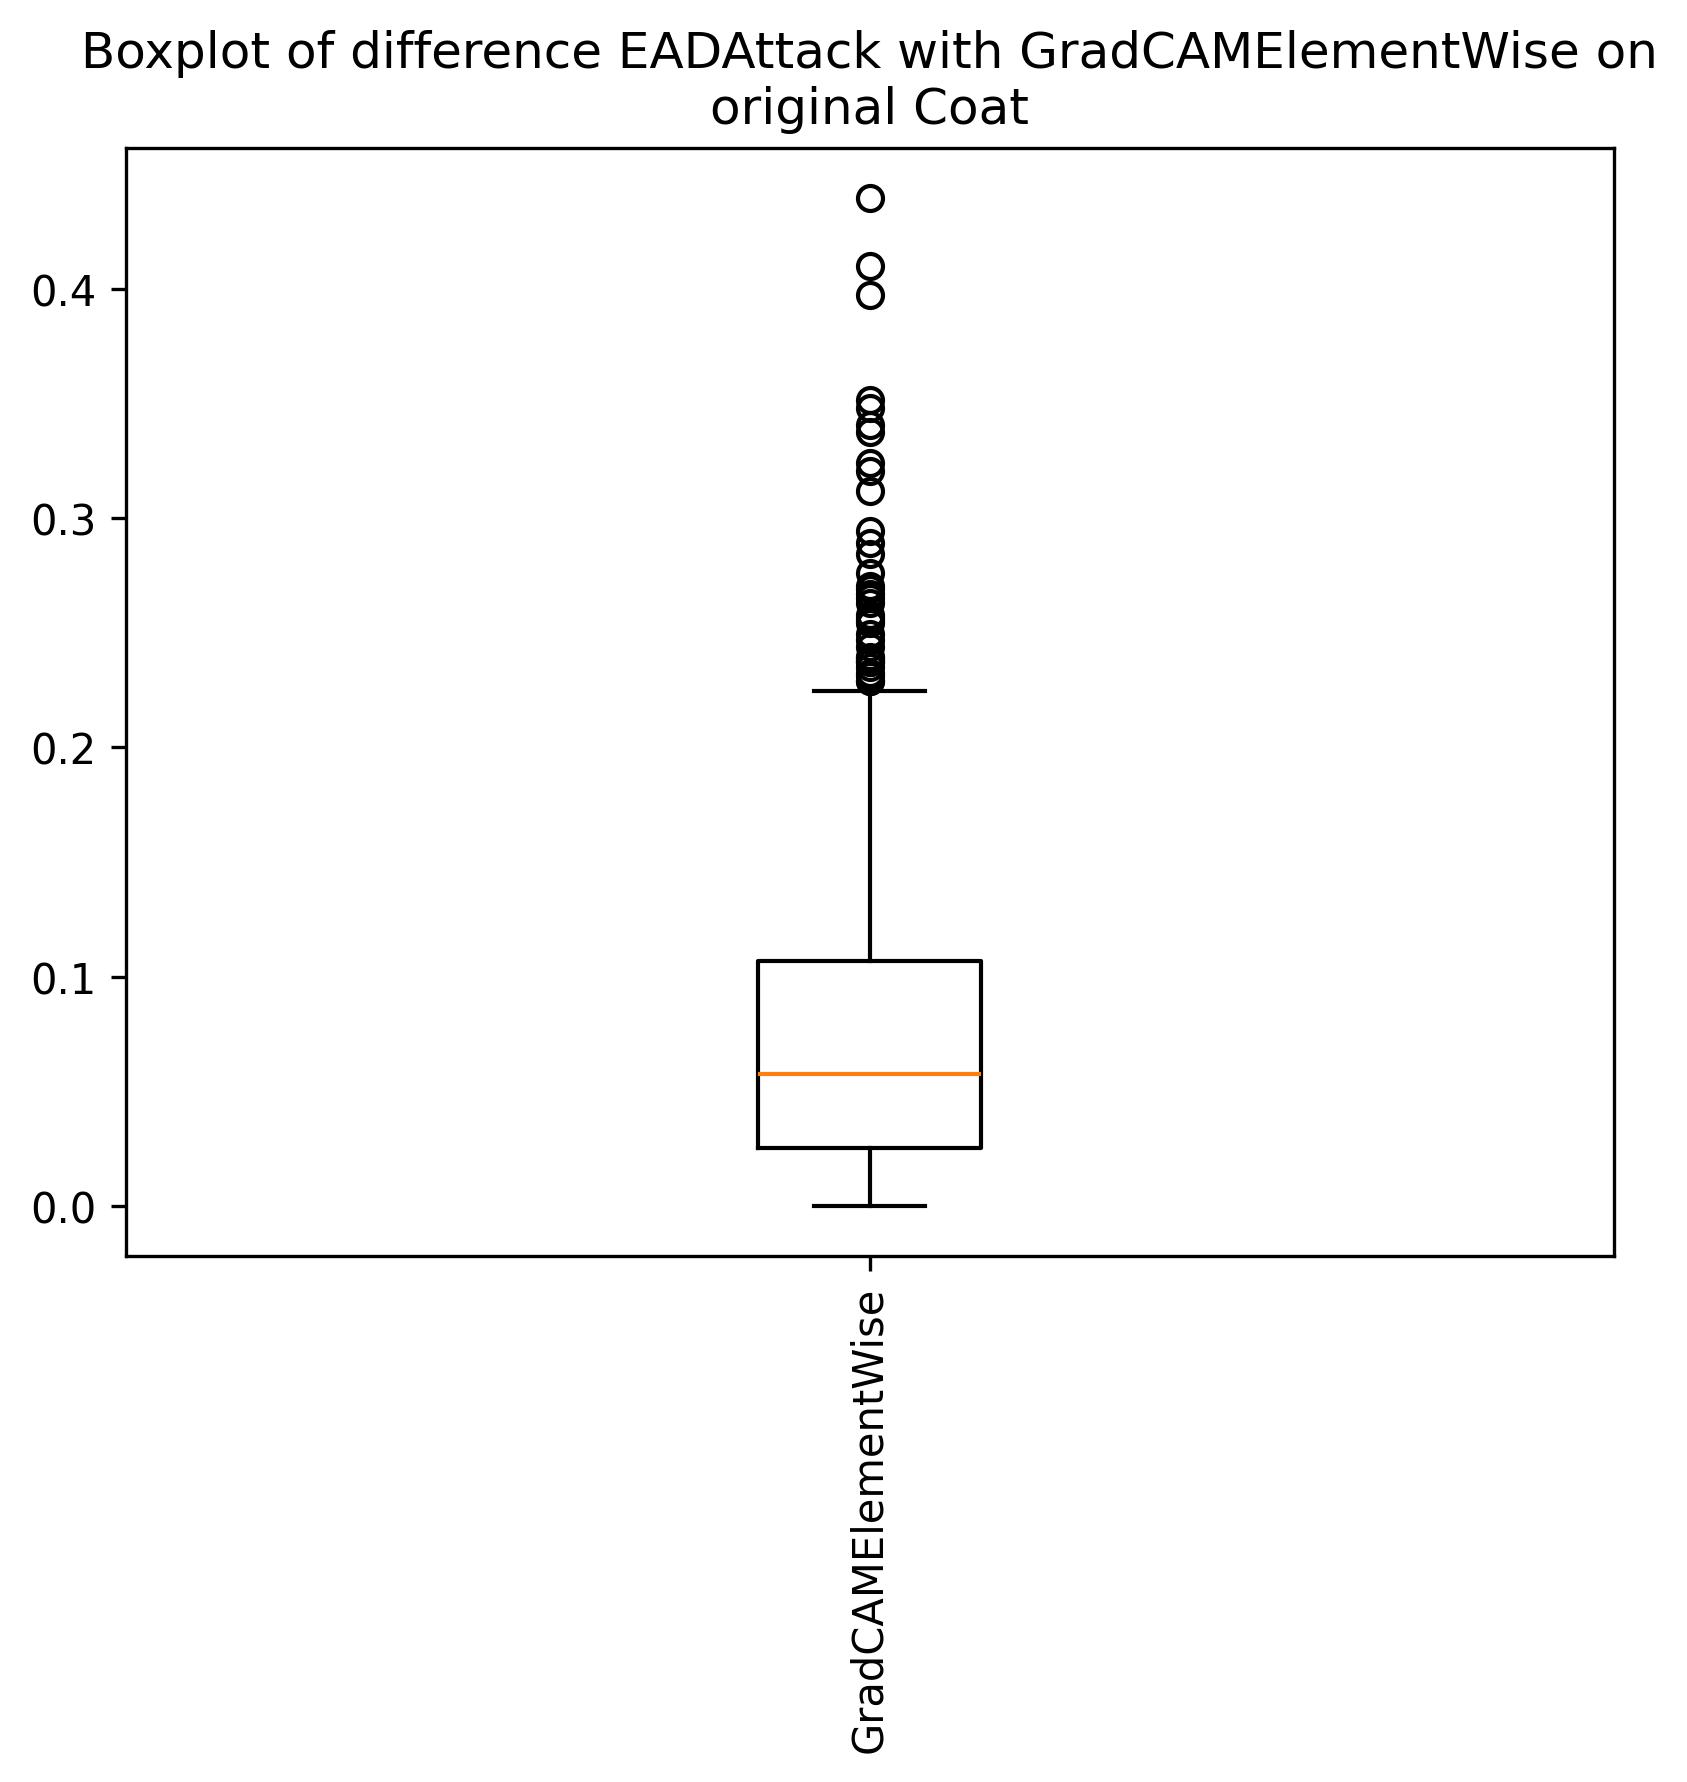 Boxplot of difference EADAttack with GradCAMElementWise on
original Coat
0.4
0.3
0.2
0.1
0.0
GradCAMElementWise